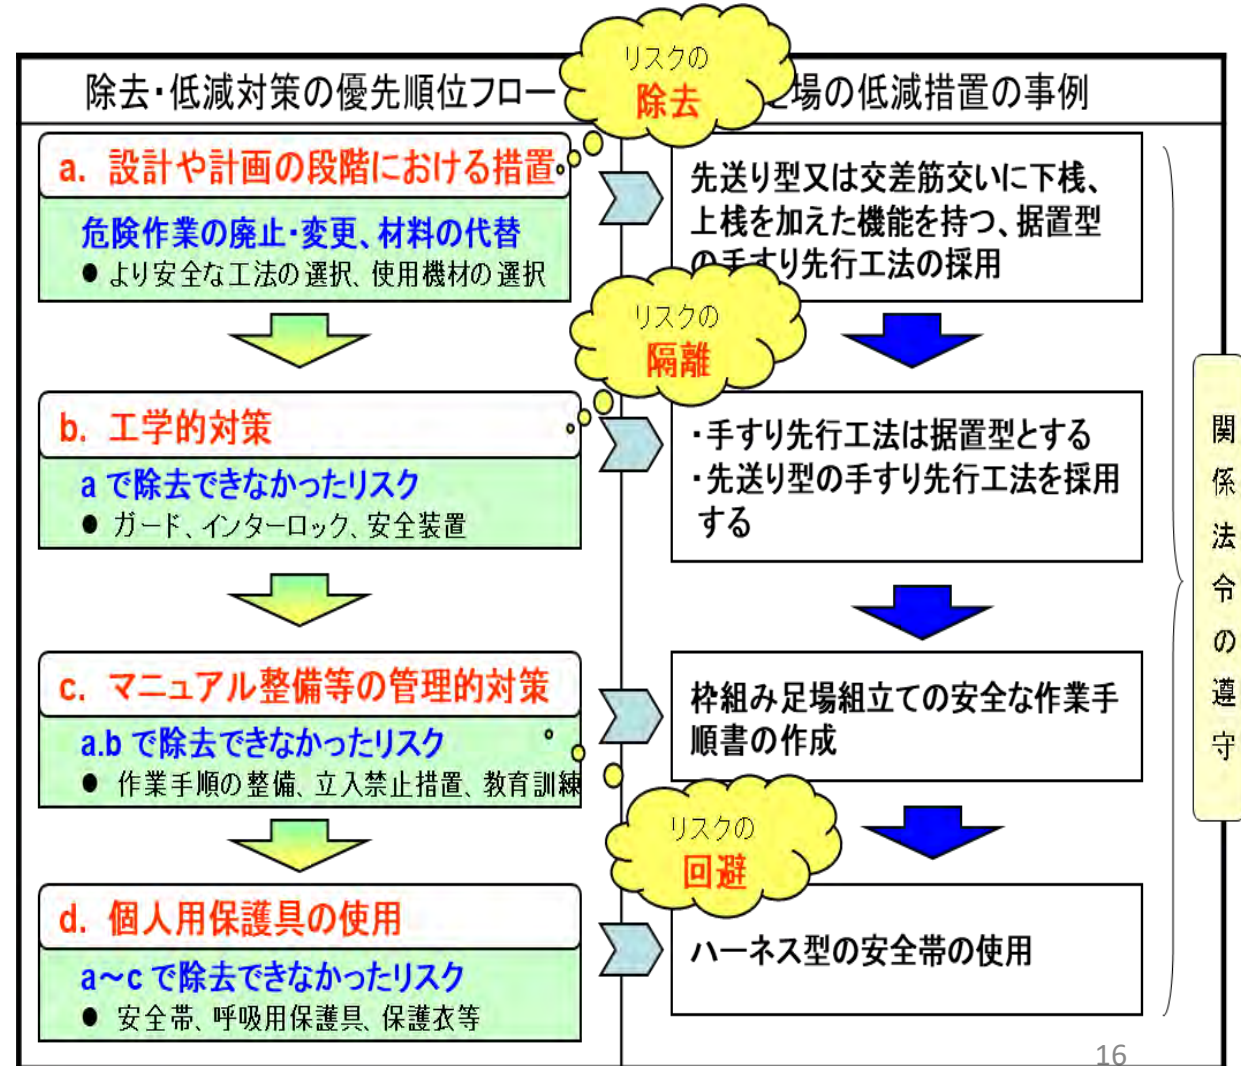 除去・低減対策の優先順位フロー
リスクの
除去
場の低減措置の事例
a. 設計や計画の段階における措置
危険作業の廃止・変更、材料の代替
● より安全な工法の選択、使用機材の選択
先送り型又は交差筋交いに下桟、
上桟を加えた機能を持つ、据置型
の手すり先行工法の採用
リスクの
隔離
b. 工学的対策
a で除去できなかったリスク
● ガード、インターロック、安全装置
・手すり先行工法は据置型とする
・先送り型の手すり先行工法を採用
する
c. マニュアル整備等の管理的対策
a.b で除去できなかったリスク
● 作業手順の整備、立入禁止措置、教育訓練
枠組み足場組立ての安全な作業手
順書の作成
リスクの
回避
d. 個人用保護具の使用
a～c で除去できなかったリスク
● 安全帯、呼吸用保護具、保護衣等
ハーネス型の安全帯の使用
関係法令の遵守
16